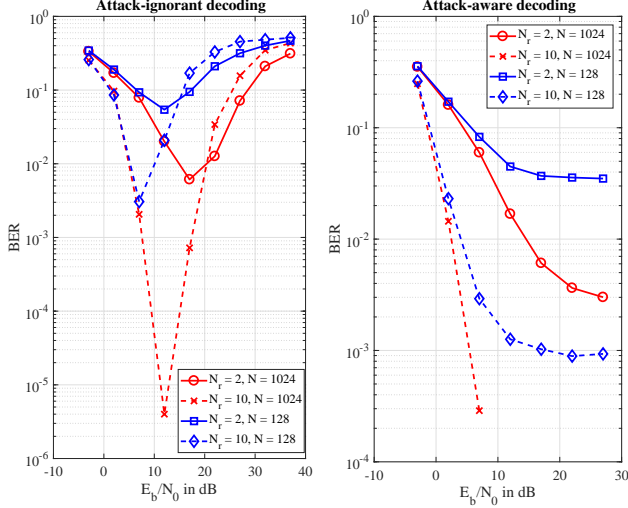 Attack-ignorant decoding
10^0
10^-1
10^-2
10^-3
10^-4
10^-5
10^-6
BER
-10
0
10
20
30
40
E_b/N_0 in dB
N_r = 2, N = 1024
N_r = 10, N = 1024
N_r = 2, N = 128
N_r = 10, N = 128
Attack-aware decoding
N_r = 2, N = 1024
N_r = 10, N = 1024
N_r = 2, N = 128
N_r = 10, N = 128
10^0
10^-1
10^-2
10^-3
10^-4
BER
-10
0
10
20
30
E_b/N_0 in dB